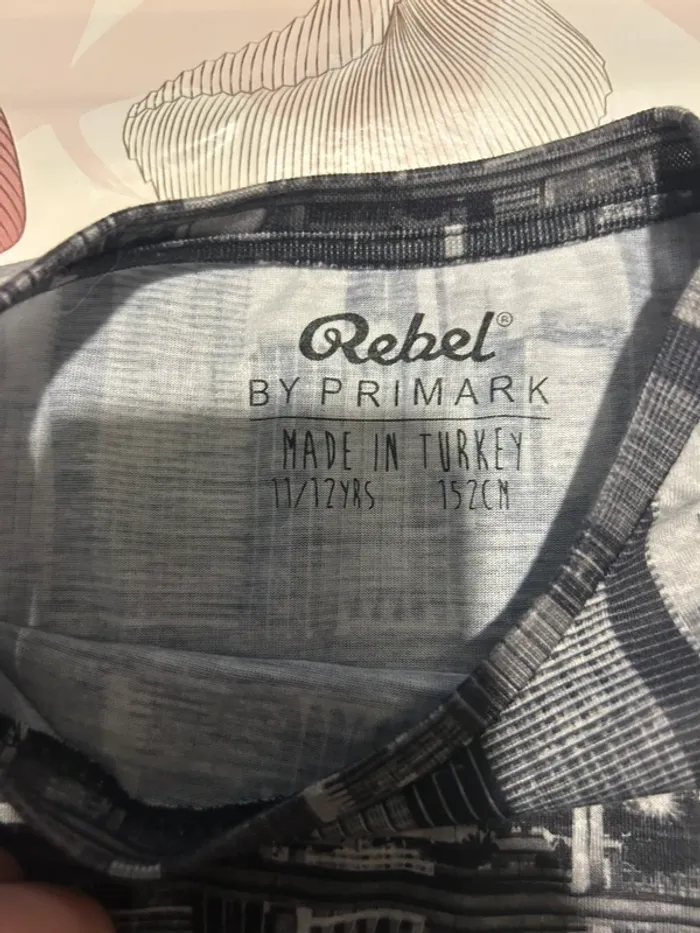 Rebel®
BY PRIMARK
MADE IN TURKEY
11/12YRS 152CM